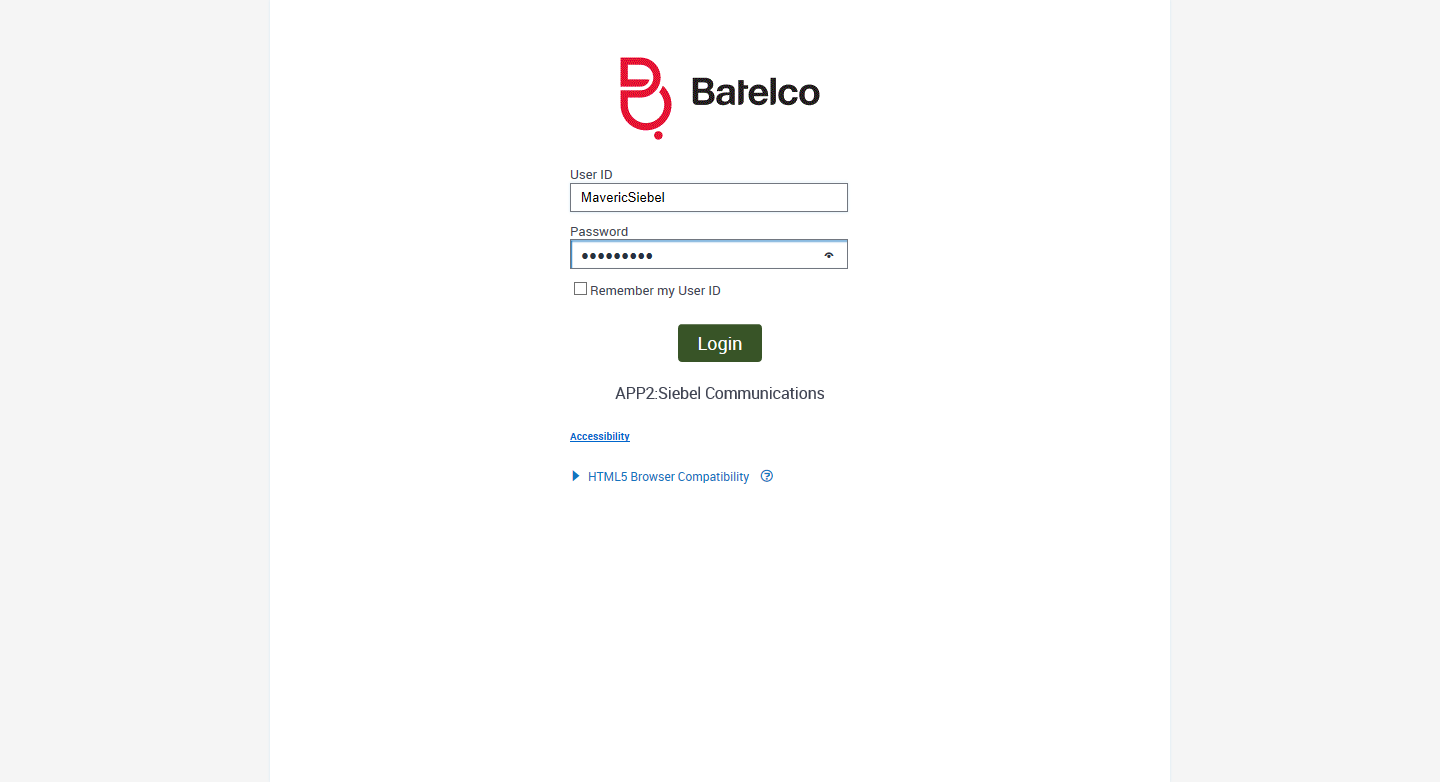 Batelco
User ID
MavericSiebel
Password
●●●●●●●●●
Remember my User ID
Login
APP2:Siebel Communications
Accessibility
HTML5 Browser Compatibility